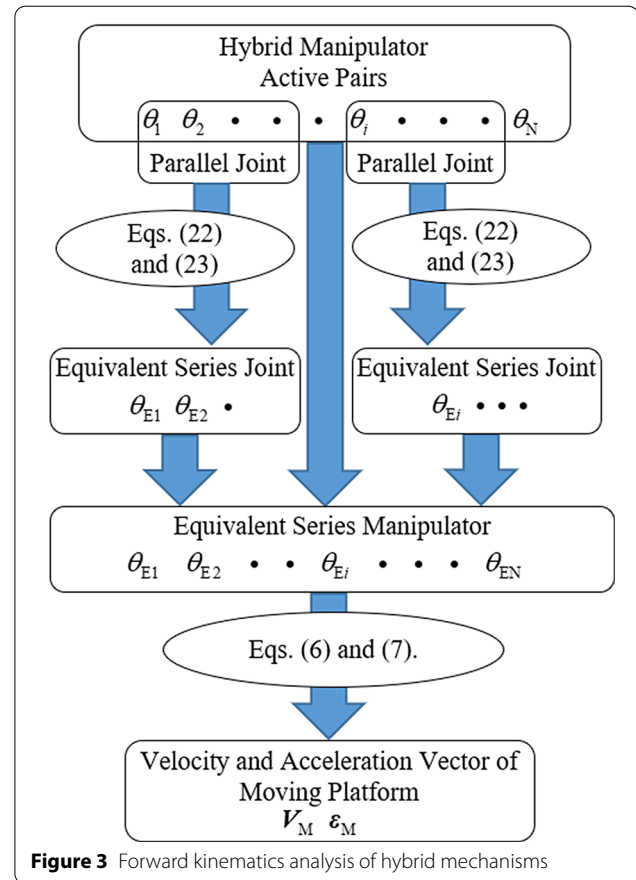 Hybrid Manipulator
Active Pairs
θ1 θ2 • • • θi • • • θN
Parallel Joint Parallel Joint
Eqs. (22)
and (23)
Eqs. (22)
and (23)
Equivalent Series Joint
θE1 θE2 •
Equivalent Series Joint
θEi • • •
Equivalent Series Manipulator
θE1 θE2 • • θEi • • • θEN
Eqs. (6) and (7).
Velocity and Acceleration Vector of
Moving Platform
VM εM
Figure 3 Forward kinematics analysis of hybrid mechanisms